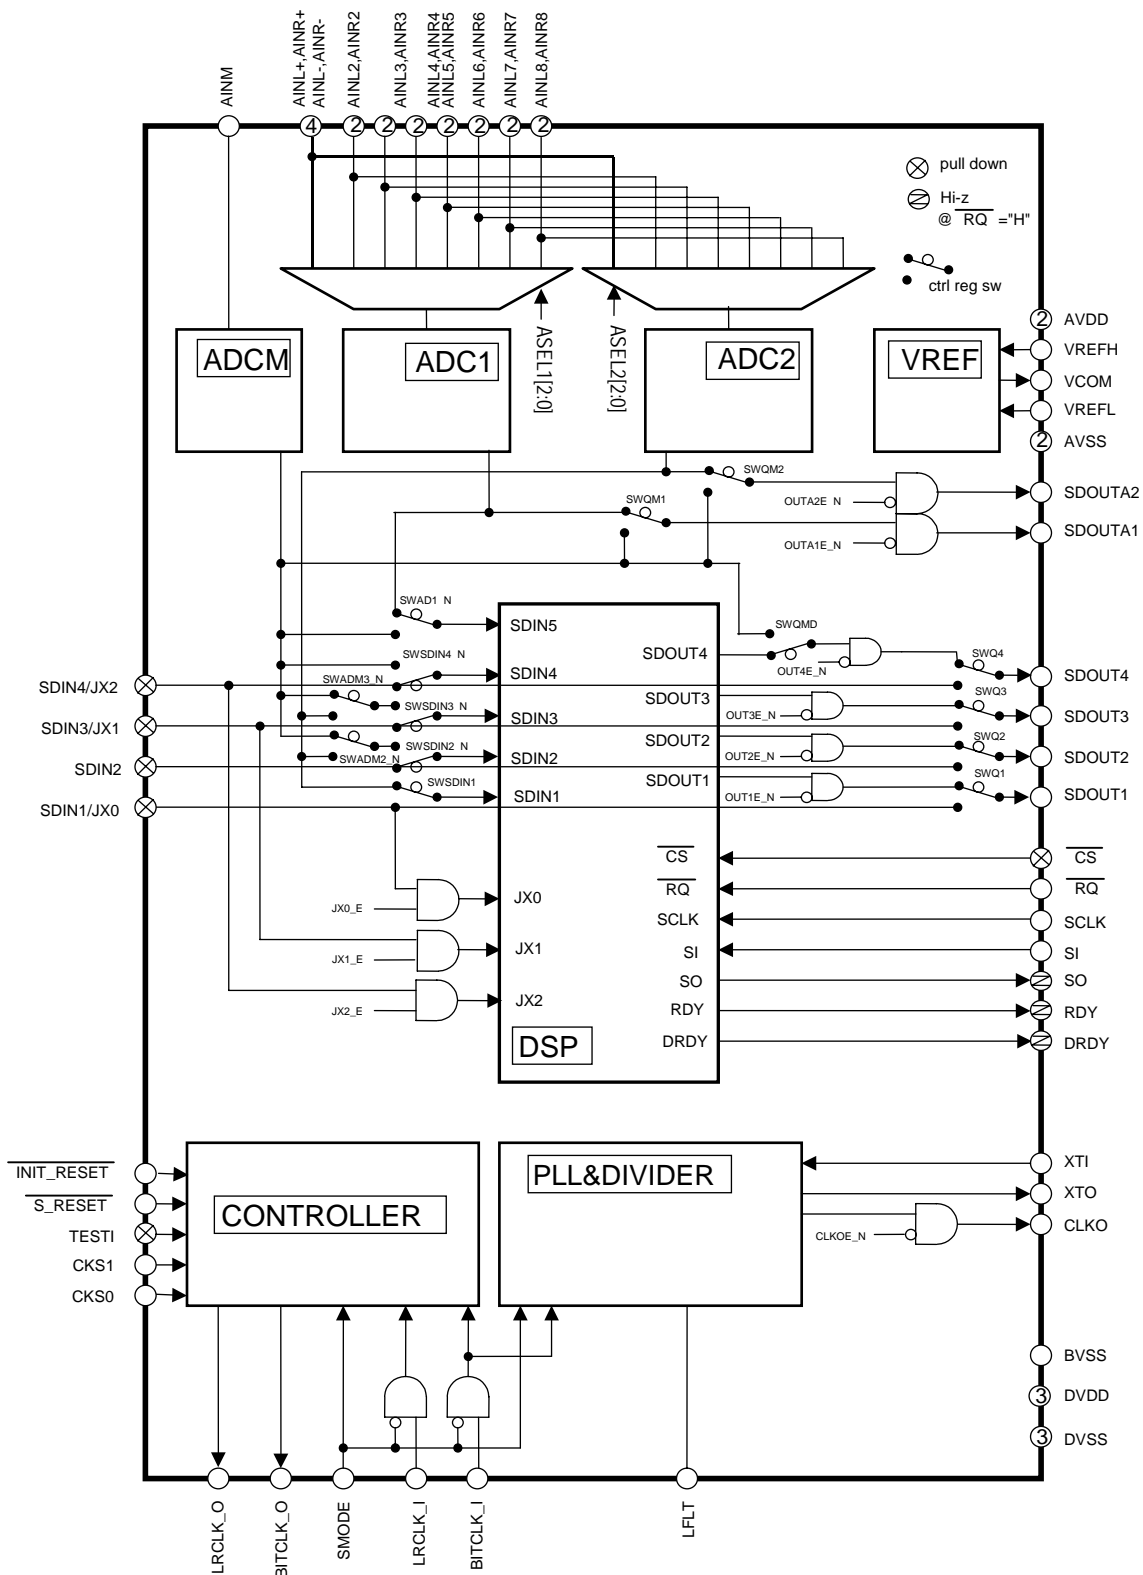 AINM
AINL+,AINR+
AINL-,AINR-
AINL2,AINR2
AINL3,AINR3
AINL4,AINR4
AINL5,AINR5
AINL6,AINR6
AINL7,AINR7
AINL8,AINR8
4
2
2
2
2
2
2
2
pull down
Hi-z
@ RQ ="H"
ctrl reg sw
ADCM
ADC1
ASEL1[2:0]
ASEL2[2:0]
ADC2
VREF
2
AVDD
VREFH
VCOM
VREFL
2
AVSS
SWQM2
OUTA2E N
SDOUTA2
SWQM1
OUTA1E_N
SDOUTA1
SWAD1 N
SDIN5
SWQMD
SDOUT4
OUT4E_N
SWQ4
SDOUT4
SWSDIN4 N
SDIN4
SDIN4/JX2
SWADM3_N
SDOUT3
OUT3E_N
SWQ3
SDOUT3
SWSDIN3 N
SDIN3
SDIN3/JX1
SDOUT2
OUT2E_N
SWQ2
SDOUT2
SWSDIN2 N
SDIN2
SWADM2_N
SDIN2
SDOUT1
OUT1E_N
SWQ1
SDOUT1
SWSDIN1
SDIN1
SDIN1/JX0
CS
CS
RQ
RQ
JX0_E
JX0
SCLK
SCLK
JX1_E
JX1
SI
SI
SO
SO
JX2_E
JX2
RDY
RDY
DSP
DRDY
DRDY
INIT_RESET
S_RESET
TESTI
CKS1
CKS0
CONTROLLER
PLL&DIVIDER
XTI
XTO
CLKOE_N
CLKO
BVSS
3
DVDD
3
DVSS
LRCLK_O
BITCLK_O
SMODE
LRCLK_I
BITCLK_I
LFLT